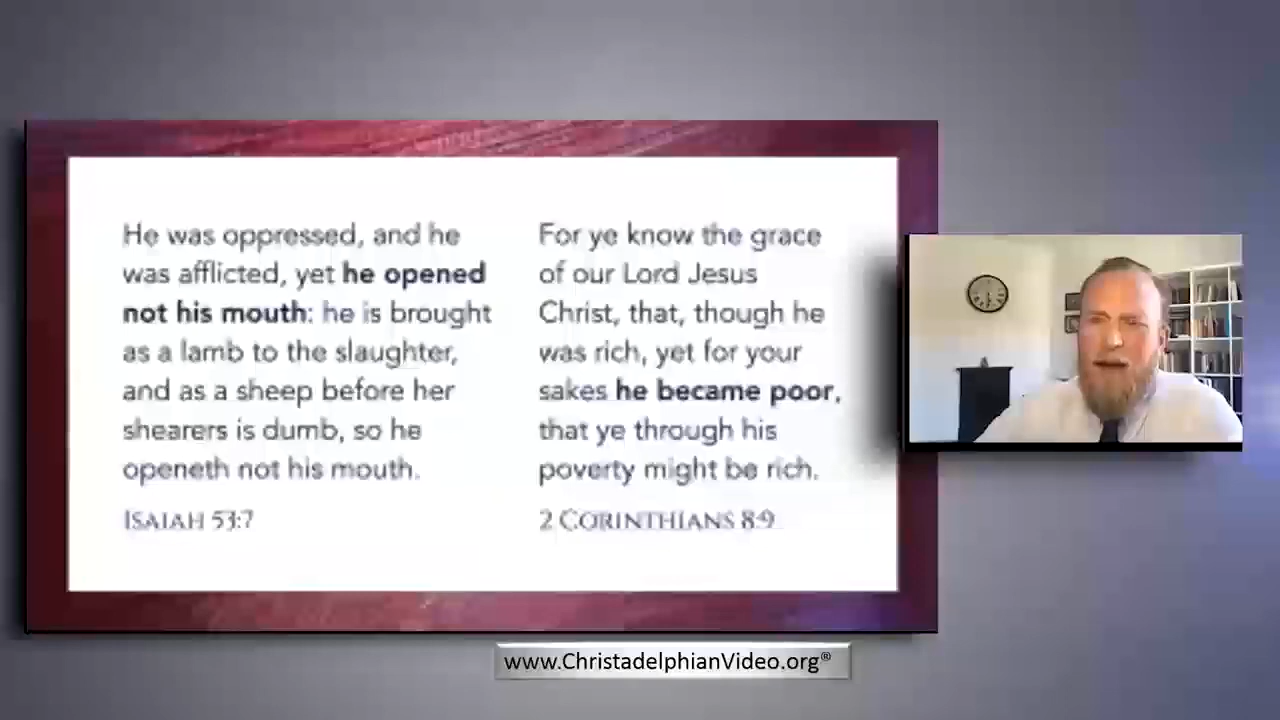 He was oppressed, and he
was afflicted, yet he opened
not his mouth: he is brought
as a lamb to the slaughter,
and as a sheep before her
shearers is dumb, so he
openeth not his mouth.
ISAIAH 53:7
For ye know the grace
of our Lord Jesus
Christ, that, though he
was rich, yet for your
sakes he became poor,
that ye through his
poverty might be rich.
2 CORINTHIANS 8:9
www.ChristadelphianVideo.org®